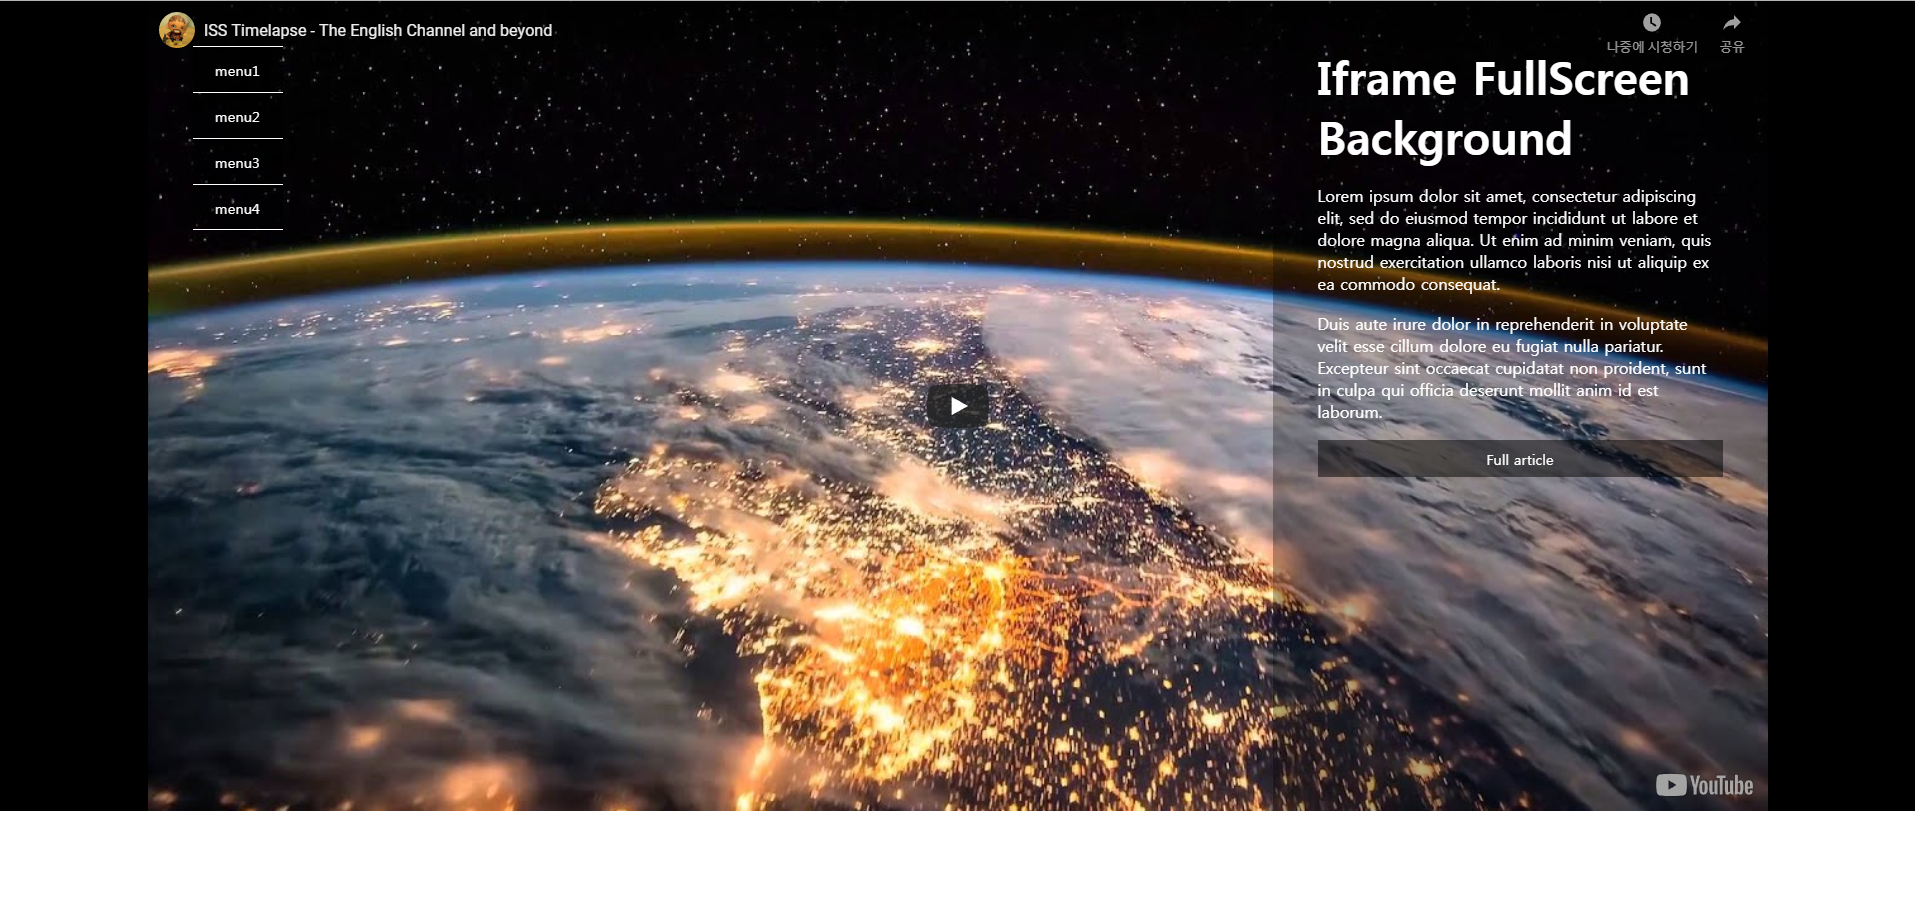 ISS Timelapse - The English Channel and beyond
나중에 시청하기
공유
menu1
menu2
menu3
menu4
Iframe FullScreen
Background
Lorem ipsum dolor sit amet, consectetur adipiscing
elit, sed do eiusmod tempor incididunt ut labore et
dolore magna aliqua. Ut enim ad minim veniam, quis
nostrud exercitation ullamco laboris nisi ut aliquip ex
ea commodo consequat.
Duis aute irure dolor in reprehenderit in voluptate
velit esse cillum dolore eu fugiat nulla pariatur.
Excepteur sint occaecat cupidatat non proident, sunt
in culpa qui officia deserunt mollit anim id est
laborum.
Full article
YouTube